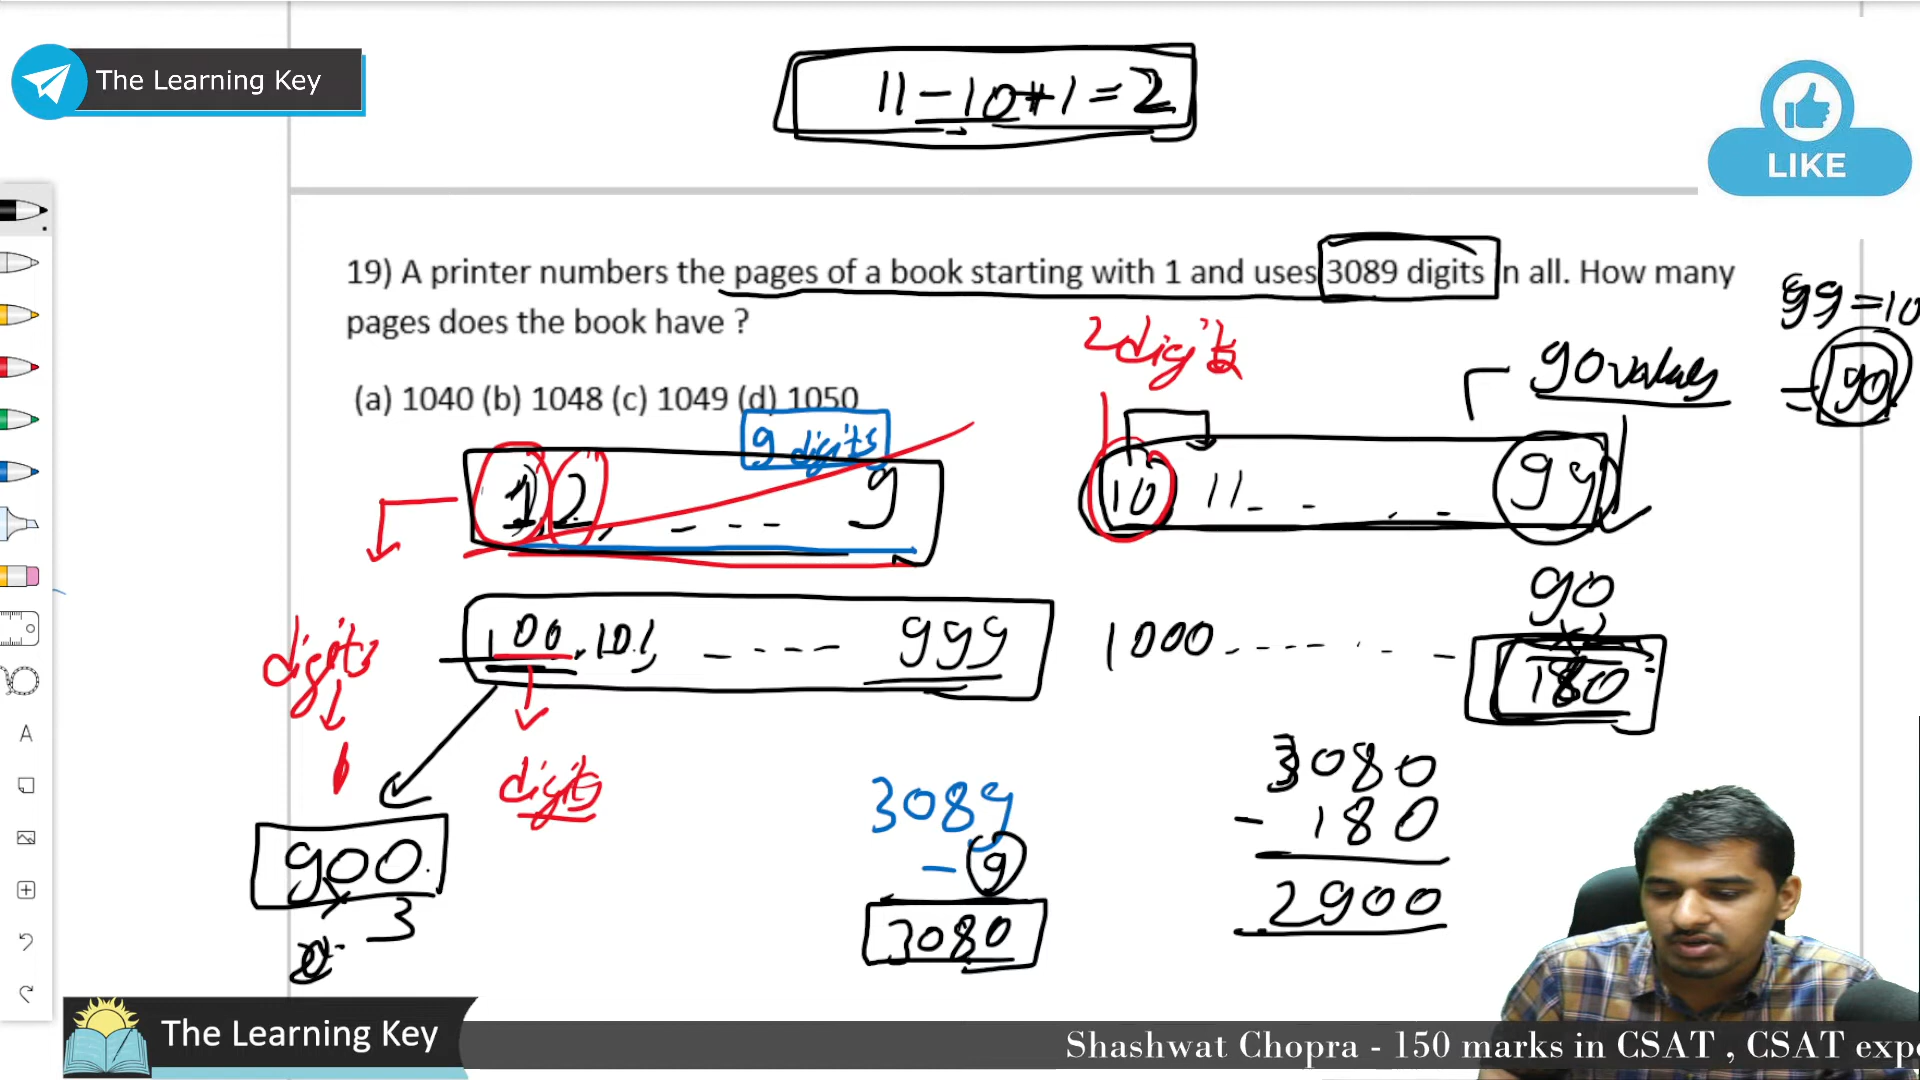 The Learning Key
11-10+1=2
LIKE
19) A printer numbers the pages of a book starting with 1 and uses 3089 digits in all. How many
pages does the book have ?
99=10
= 90
2 digits
90 values
(a) 1040 (b) 1048 (c) 1049 (d) 1050
9 digits
1, 2, ---- 9
10 11 - - . - 99
90
100, 101, ----- 999
1000 --------
180
digits
digits
3089
- 9
3080
3080
- 180
2900
900
x 3
A
The Learning Key
Shashwat Chopra - 150 marks in CSAT , CSAT exp